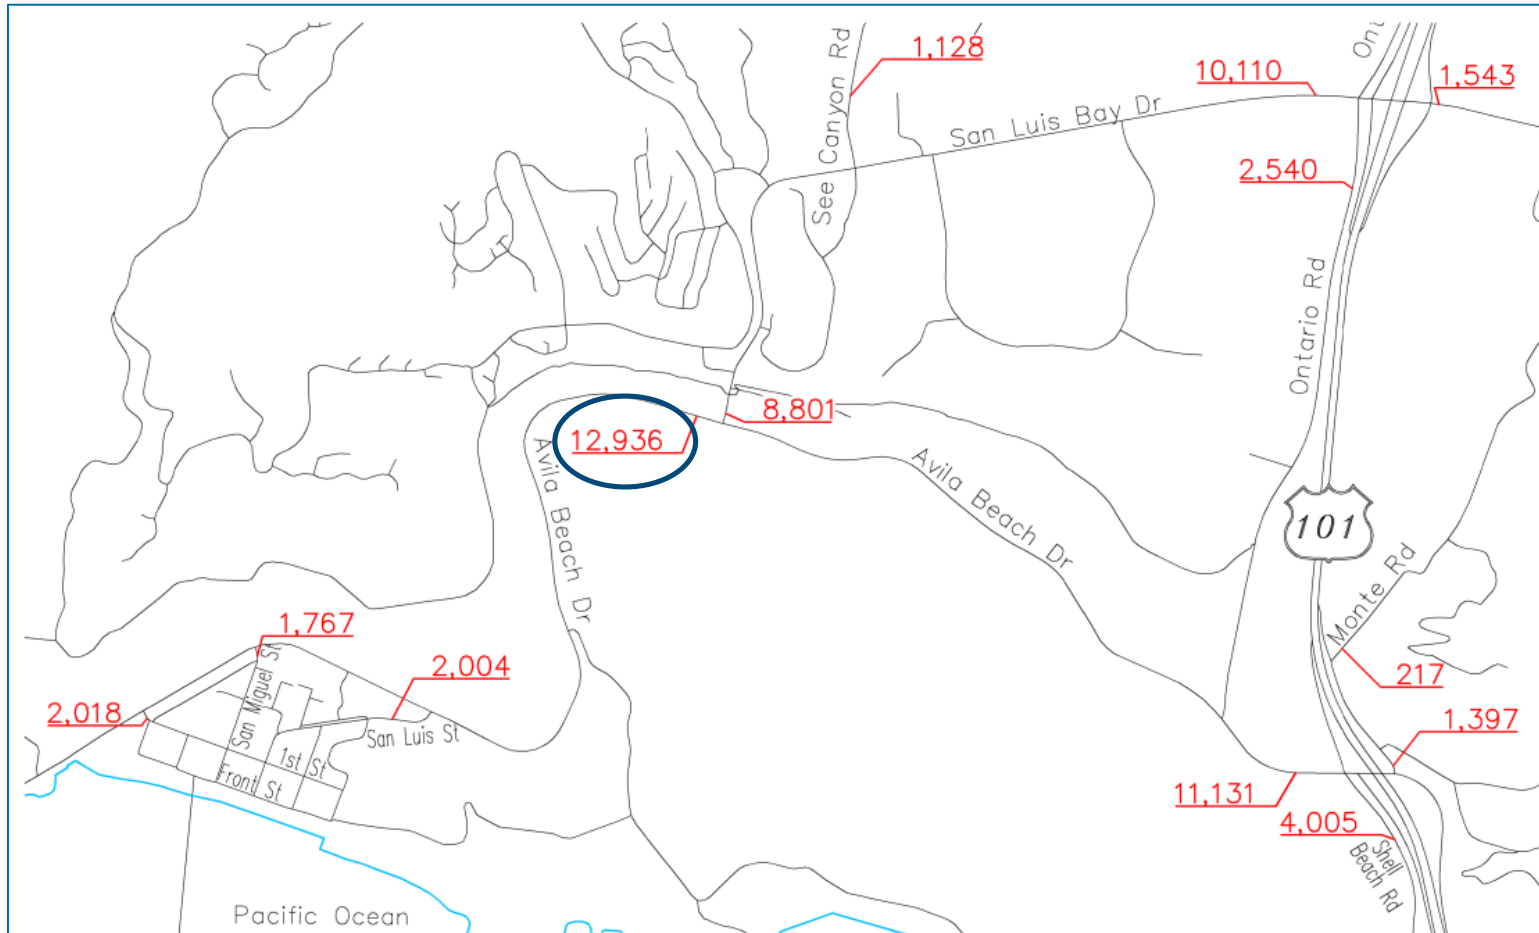 See Canyon Rd
1,128
10,110
Ont
1,543
San Luis Bay Dr
2,540
Ontario Rd
8,801
12,936
Avila Beach Dr
Avila Beach Dr
101
Monte Rd
1,767
2,004
217
2,018
San Miguel St
San Luis St
1,397
1st St
Front St
11,131
4,005
Shell
Beach Rd
Pacific Ocean